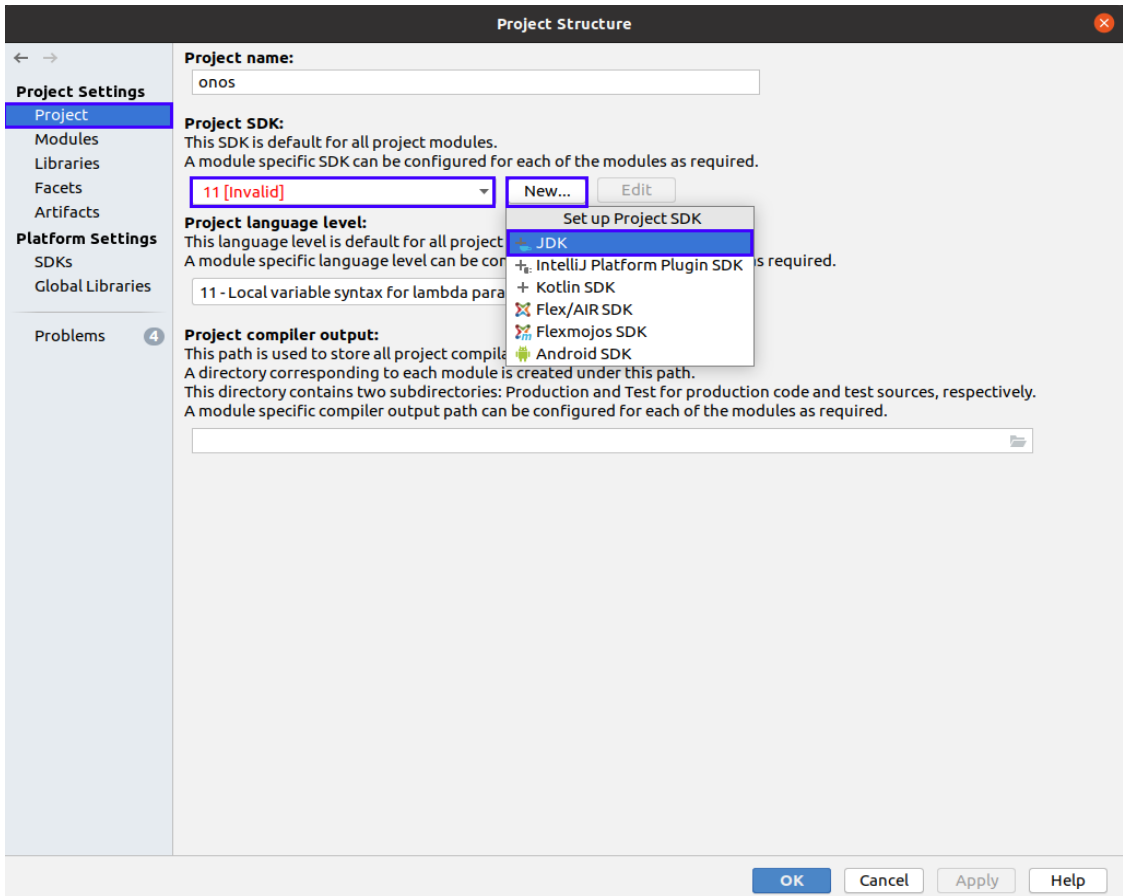 Project Structure
Project Settings
Project
Modules
Libraries
Facets
Artifacts
Platform Settings
SDKs
Global Libraries
Problems 4
Project name:
onos
Project SDK:
This SDK is default for all project modules.
A module specific SDK can be configured for each of the modules as required.
11 [Invalid] New... Edit
Set up Project SDK
JDK
IntelliJ Platform Plugin SDK
Kotlin SDK
Flex/AIR SDK
Flexmojos SDK
Android SDK
Project language level:
This language level is default for all project
A module specific language level can be con s required.
11 - Local variable syntax for lambda para
Project compiler output:
This path is used to store all project compila
A directory corresponding to each module is created under this path.
This directory contains two subdirectories: Production and Test for production code and test sources, respectively.
A module specific compiler output path can be configured for each of the modules as required.
OK Cancel Apply Help